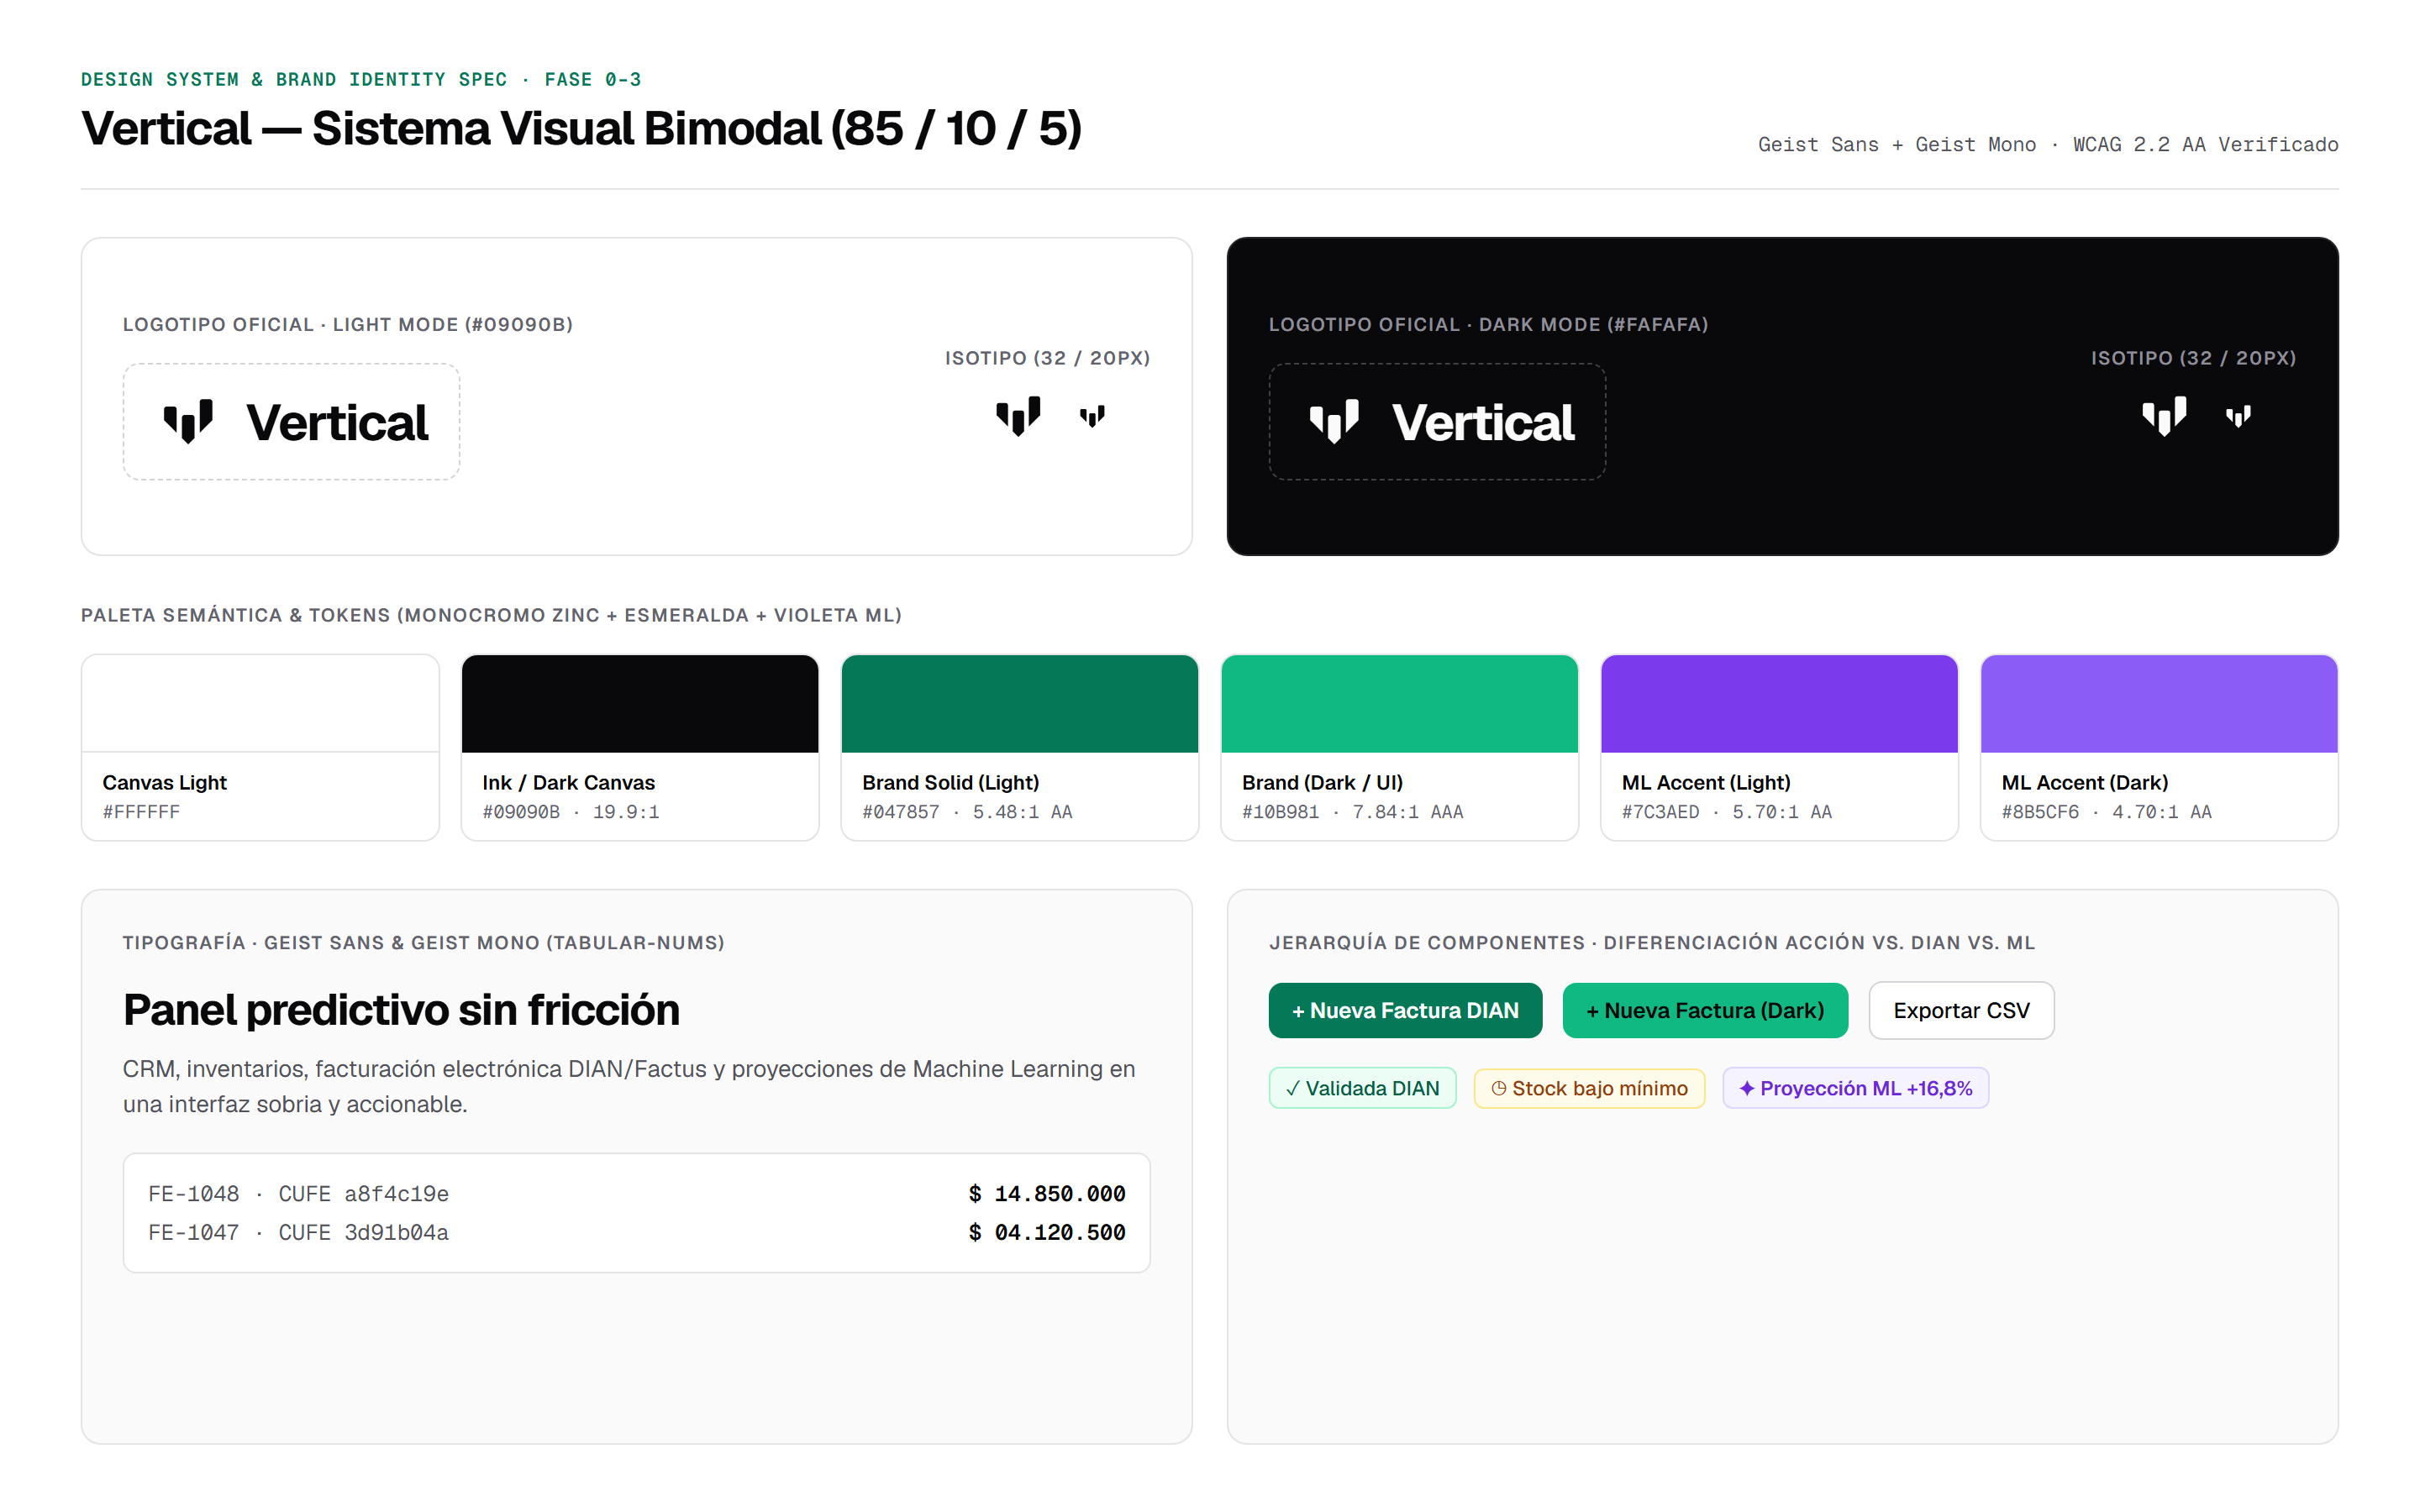 DESIGN SYSTEM & BRAND IDENTITY SPEC · FASE 0–3
Vertical — Sistema Visual Bimodal (85 / 10 / 5)
Geist Sans + Geist Mono · WCAG 2.2 AA Verificado
LOGOTIPO OFICIAL · LIGHT MODE (#09090B)
Vertical
ISOTIPO (32 / 20PX)
LOGOTIPO OFICIAL · DARK MODE (#FAFAFA)
Vertical
ISOTIPO (32 / 20PX)
PALETA SEMÁNTICA & TOKENS (MONOCROMO ZINC + ESMERALDA + VIOLETA ML)
Canvas Light
#FFFFFF
Ink / Dark Canvas
#09090B · 19.9:1
Brand Solid (Light)
#047857 · 5.48:1 AA
Brand (Dark / UI)
#10B981 · 7.84:1 AAA
ML Accent (Light)
#7C3AED · 5.70:1 AA
ML Accent (Dark)
#8B5CF6 · 4.70:1 AA
TIPOGRAFÍA · GEIST SANS & GEIST MONO (TABULAR-NUMS)
Panel predictivo sin fricción
CRM, inventarios, facturación electrónica DIAN/Factus y proyecciones de Machine Learning en
una interfaz sobria y accionable.
FE-1048 · CUFE a8f4c19e
$ 14.850.000
FE-1047 · CUFE 3d91b04a
$ 04.120.500
JERARQUÍA DE COMPONENTES · DIFERENCIACIÓN ACCIÓN VS. DIAN VS. ML
+ Nueva Factura DIAN
+ Nueva Factura (Dark)
Exportar CSV
✓ Validada DIAN
◷ Stock bajo mínimo
✦ Proyección ML +16,8%